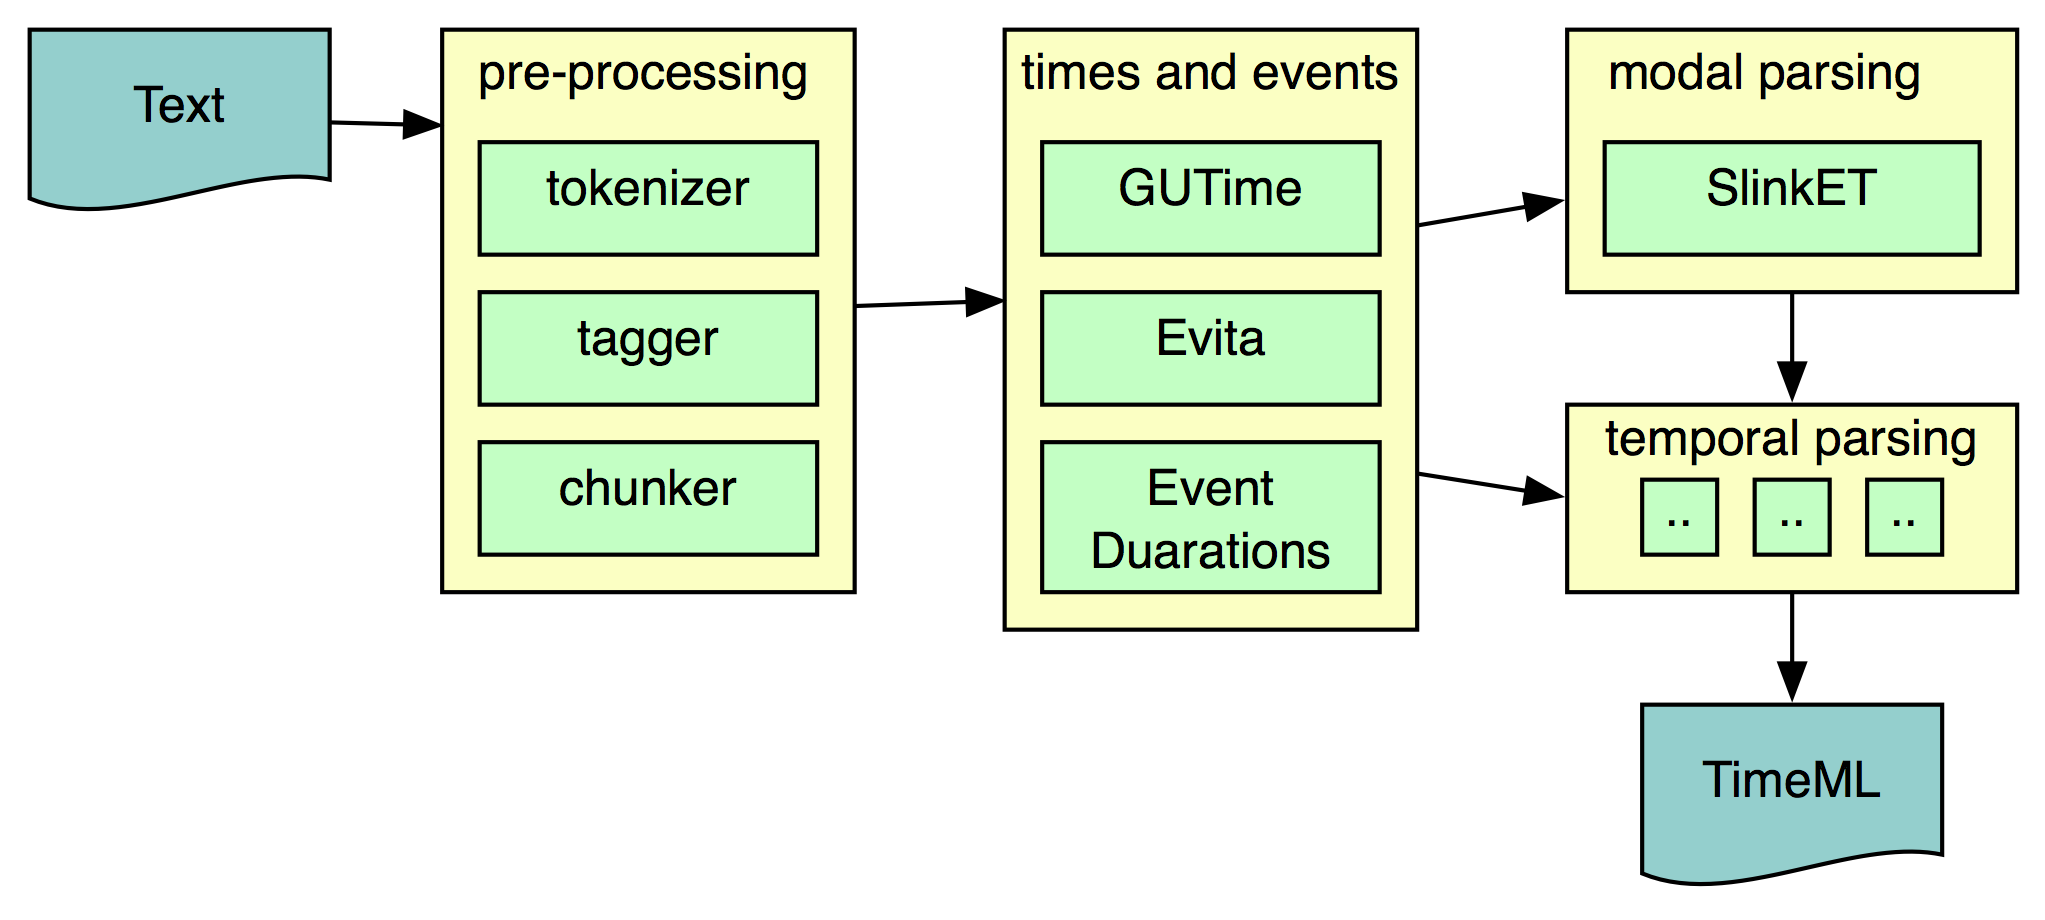 Text
pre-processing
tokenizer
tagger
chunker
times and events
GUTime
Evita
Event
Duarations
modal parsing
SlinkET
temporal parsing
.. .. ..
TimeML